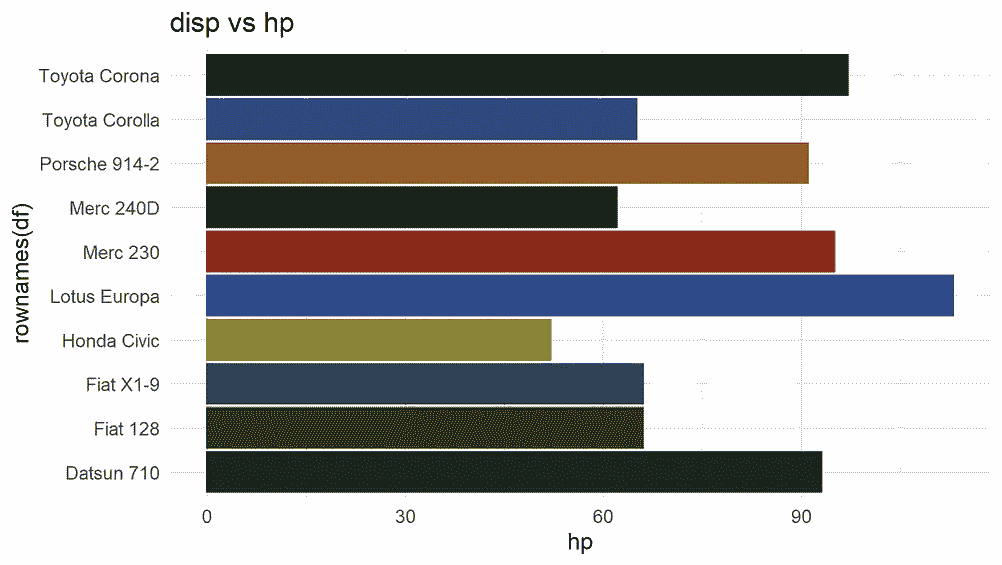 disp vs hp
Toyota Corona
Toyota Corolla
Porsche 914-2
Merc 240D
Merc 230
Lotus Europa
Honda Civic
Fiat X1-9
Fiat 128
Datsun 710
rownames(df)
0 30 60 90
hp